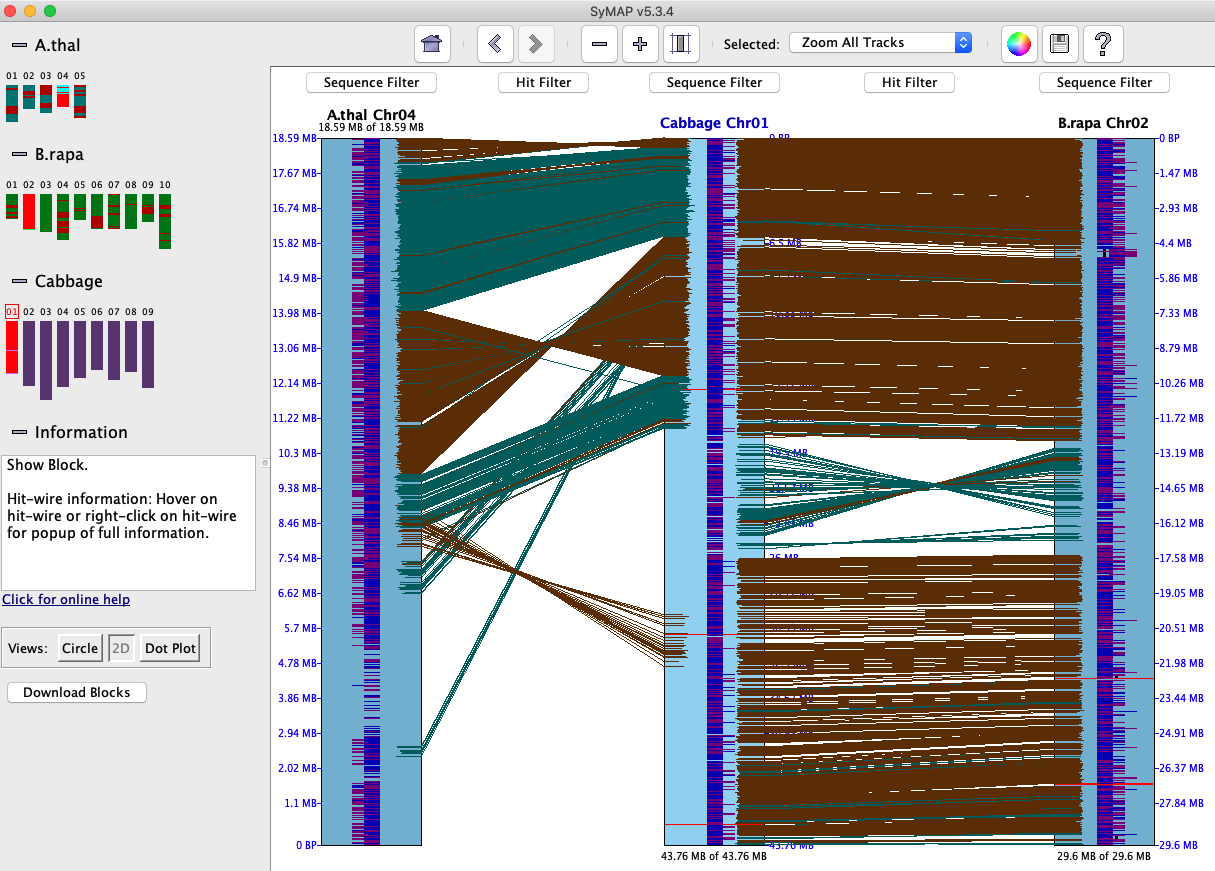 SyMAP v5.3.4
Selected: Zoom All Tracks
A.thal
01 02 03 04 05
B.rapa
01 02 03 04 05 06 07 08 09 10
Cabbage
01 02 03 04 05 06 07 08 09
Information
Show Block.
Hit-wire information: Hover on
hit-wire or right-click on hit-wire
for popup of full information.
Click for online help
Views: Circle 2D Dot Plot
Download Blocks
Sequence Filter Hit Filter Sequence Filter Hit Filter Sequence Filter
A.thal Chr04
18.59 MB of 18.59 MB
Cabbage Chr01
B.rapa Chr02
18.59 MB
17.67 MB
16.74 MB
15.82 MB
14.9 MB
13.98 MB
13.06 MB
12.14 MB
11.22 MB
10.3 MB
9.38 MB
8.46 MB
7.54 MB
6.62 MB
5.7 MB
4.78 MB
3.86 MB
2.94 MB
2.02 MB
1.1 MB
0 BP
0 BP
6.5 MB
19.5 MB
26 MB
43.76 MB
43.76 MB of 43.76 MB
0 BP
1.47 MB
2.93 MB
4.4 MB
5.86 MB
7.33 MB
8.79 MB
10.26 MB
11.72 MB
13.19 MB
14.65 MB
16.12 MB
17.58 MB
19.05 MB
20.51 MB
21.98 MB
23.44 MB
24.91 MB
26.37 MB
27.84 MB
29.6 MB
29.6 MB of 29.6 MB